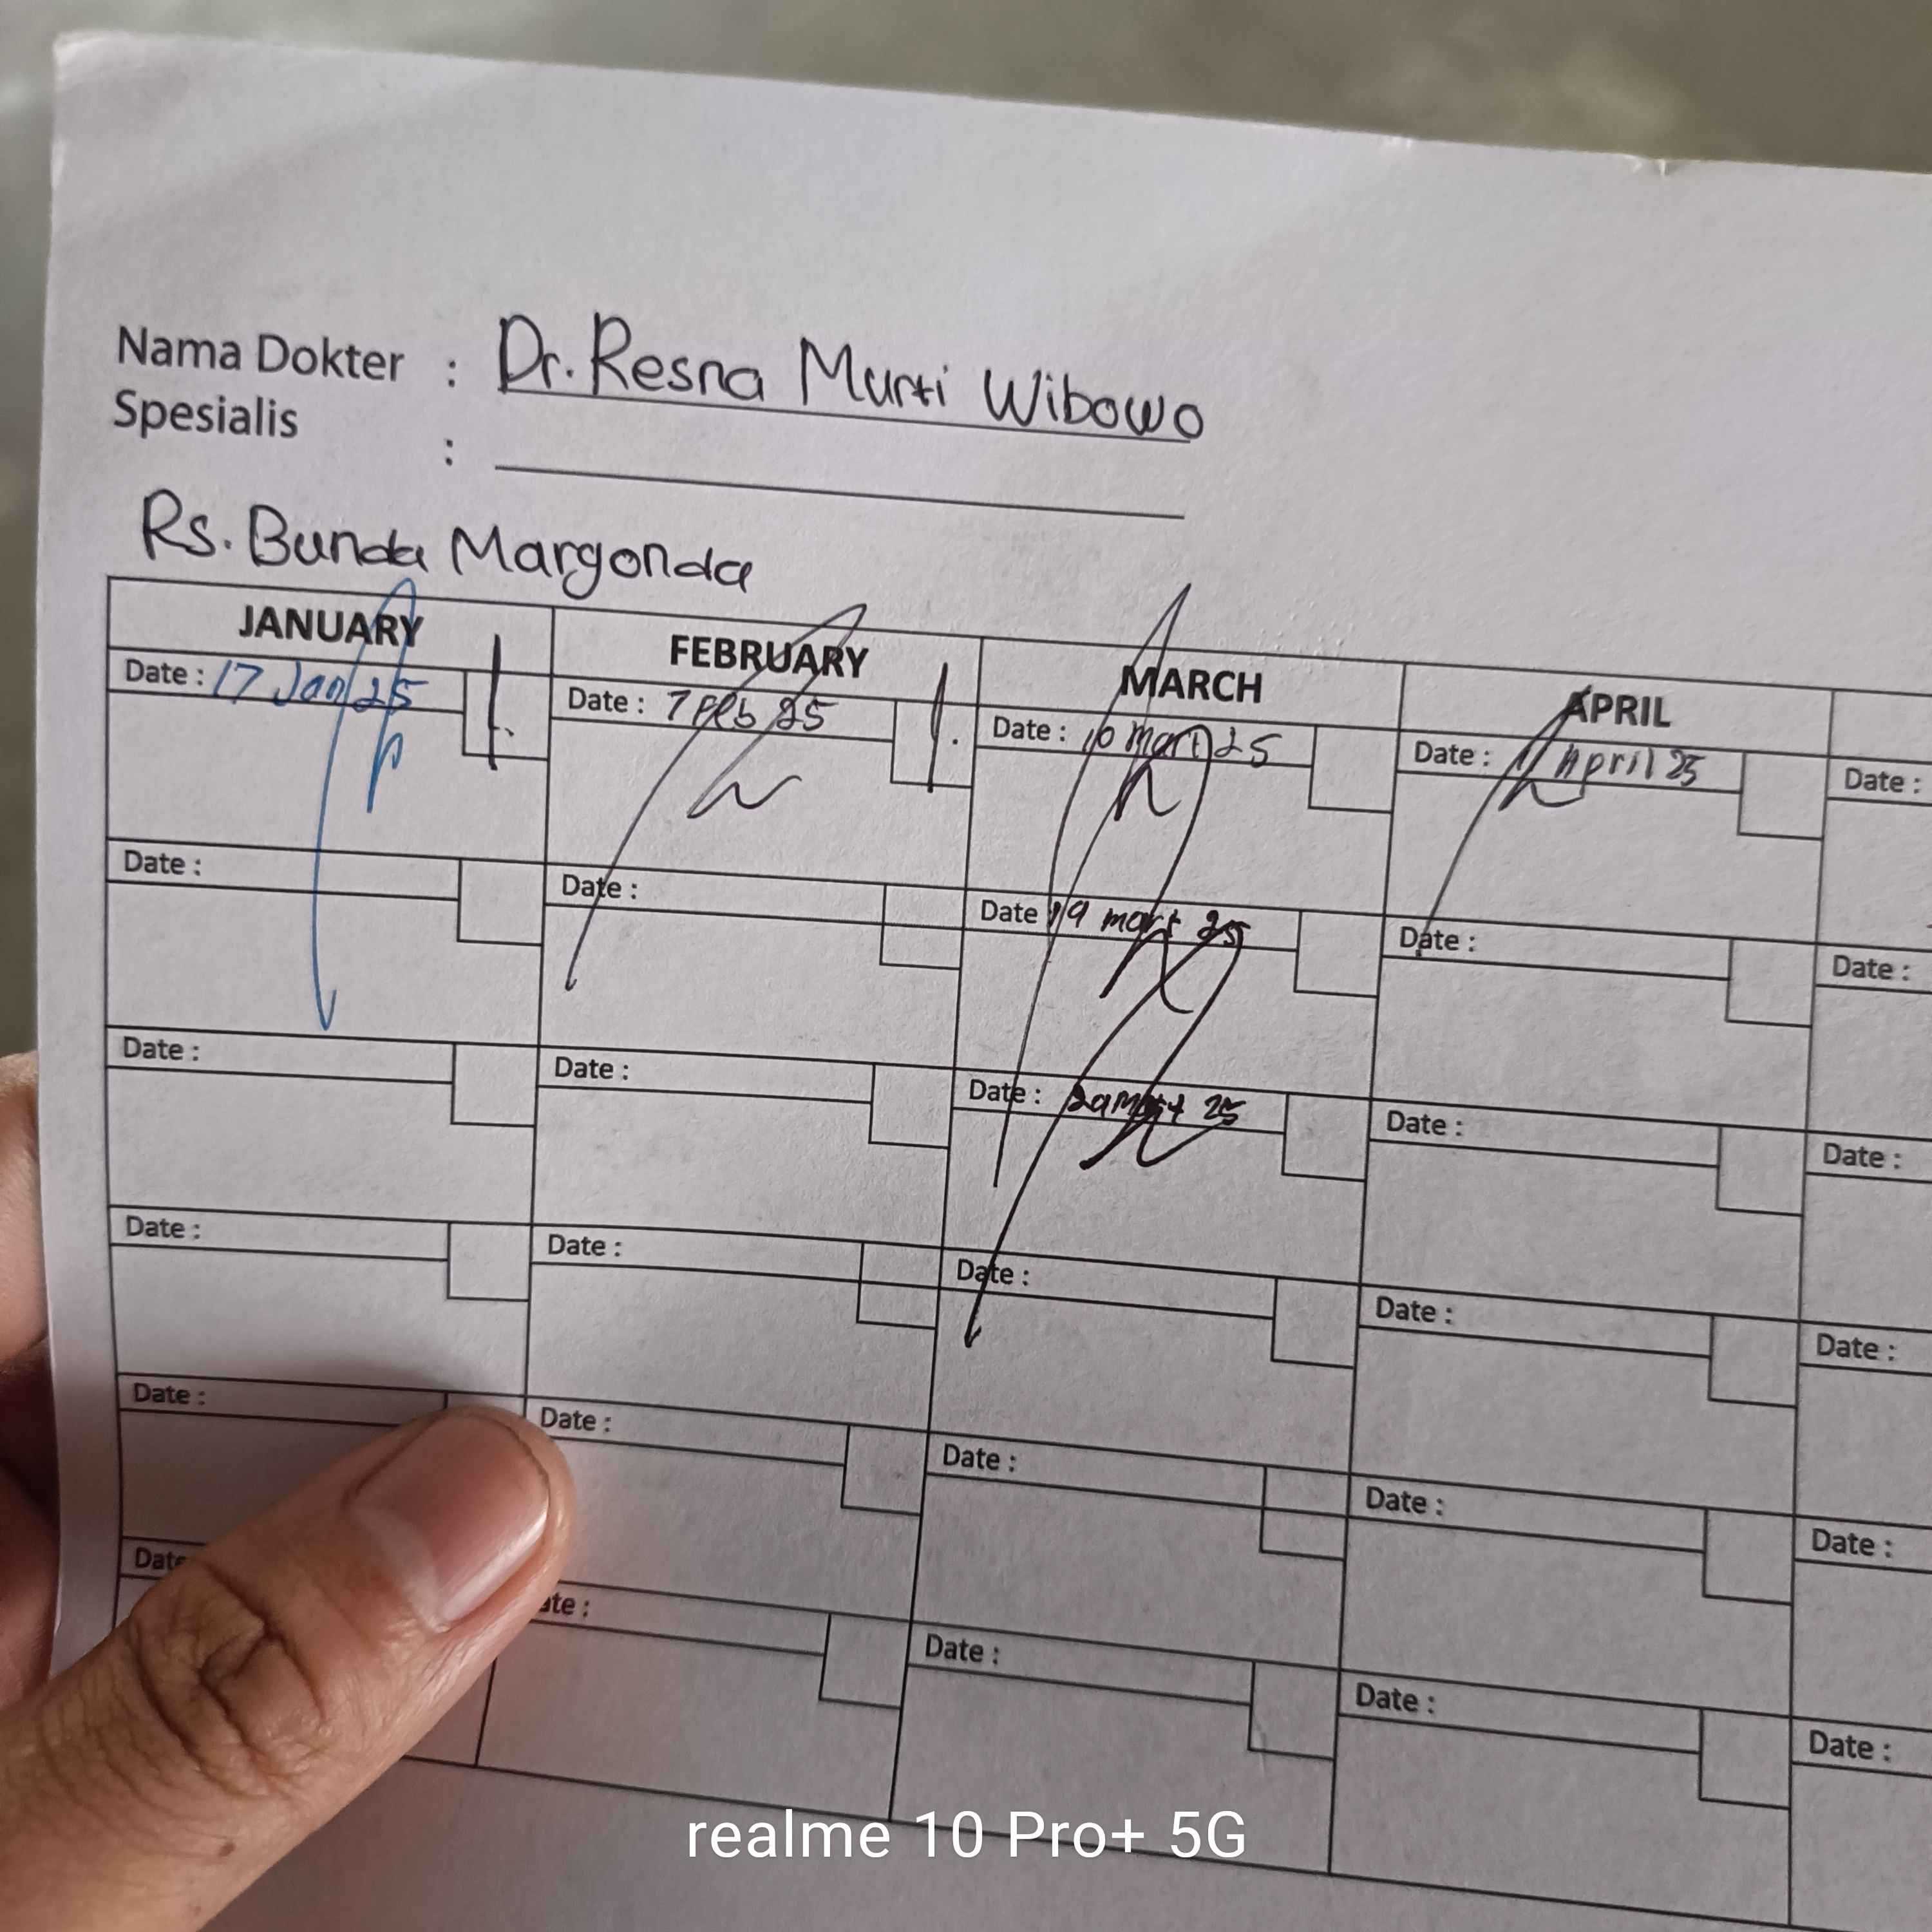 Nama Dokter : Dr. Resna Murti Wibowo
Spesialis :
Rs. Bunda Margonda
JANUARY FEBRUARY MARCH APRIL
Date : 17 Jan 25 Date : 7 Feb 25 Date : 10 mart 25 Date : April 25 Date :
Date : Date : Date 19 mart 25 Date : Date :
Date : Date : Date : 25 Date : Date :
Date : Date : Date : Date : Date :
Date : Date : Date : Date : Date :
Date : Date : Date :
realme 10 Pro+ 5G